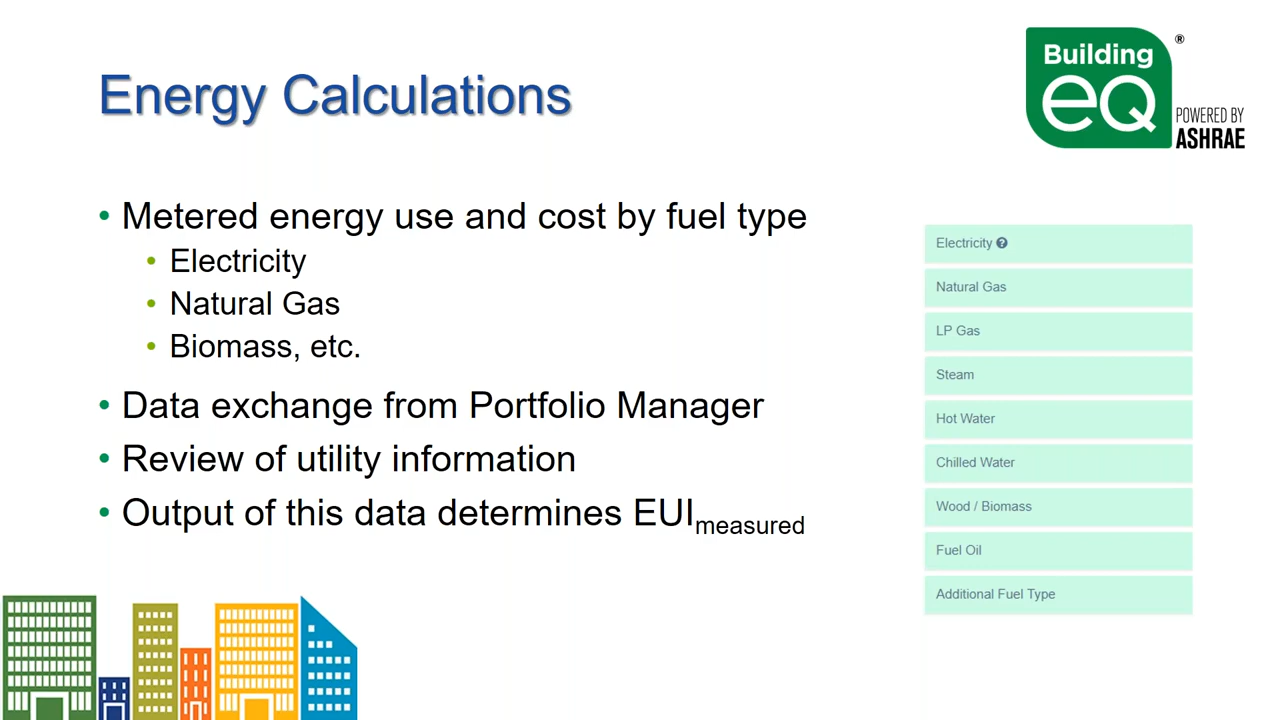 Energy Calculations
Building
eQ
®
POWERED BY
ASHRAE
• Metered energy use and cost by fuel type
• Electricity
• Natural Gas
• Biomass, etc.
• Data exchange from Portfolio Manager
• Review of utility information
• Output of this data determines EUImeasured
Electricity ?
Natural Gas
LP Gas
Steam
Hot Water
Chilled Water
Wood / Biomass
Fuel Oil
Additional Fuel Type